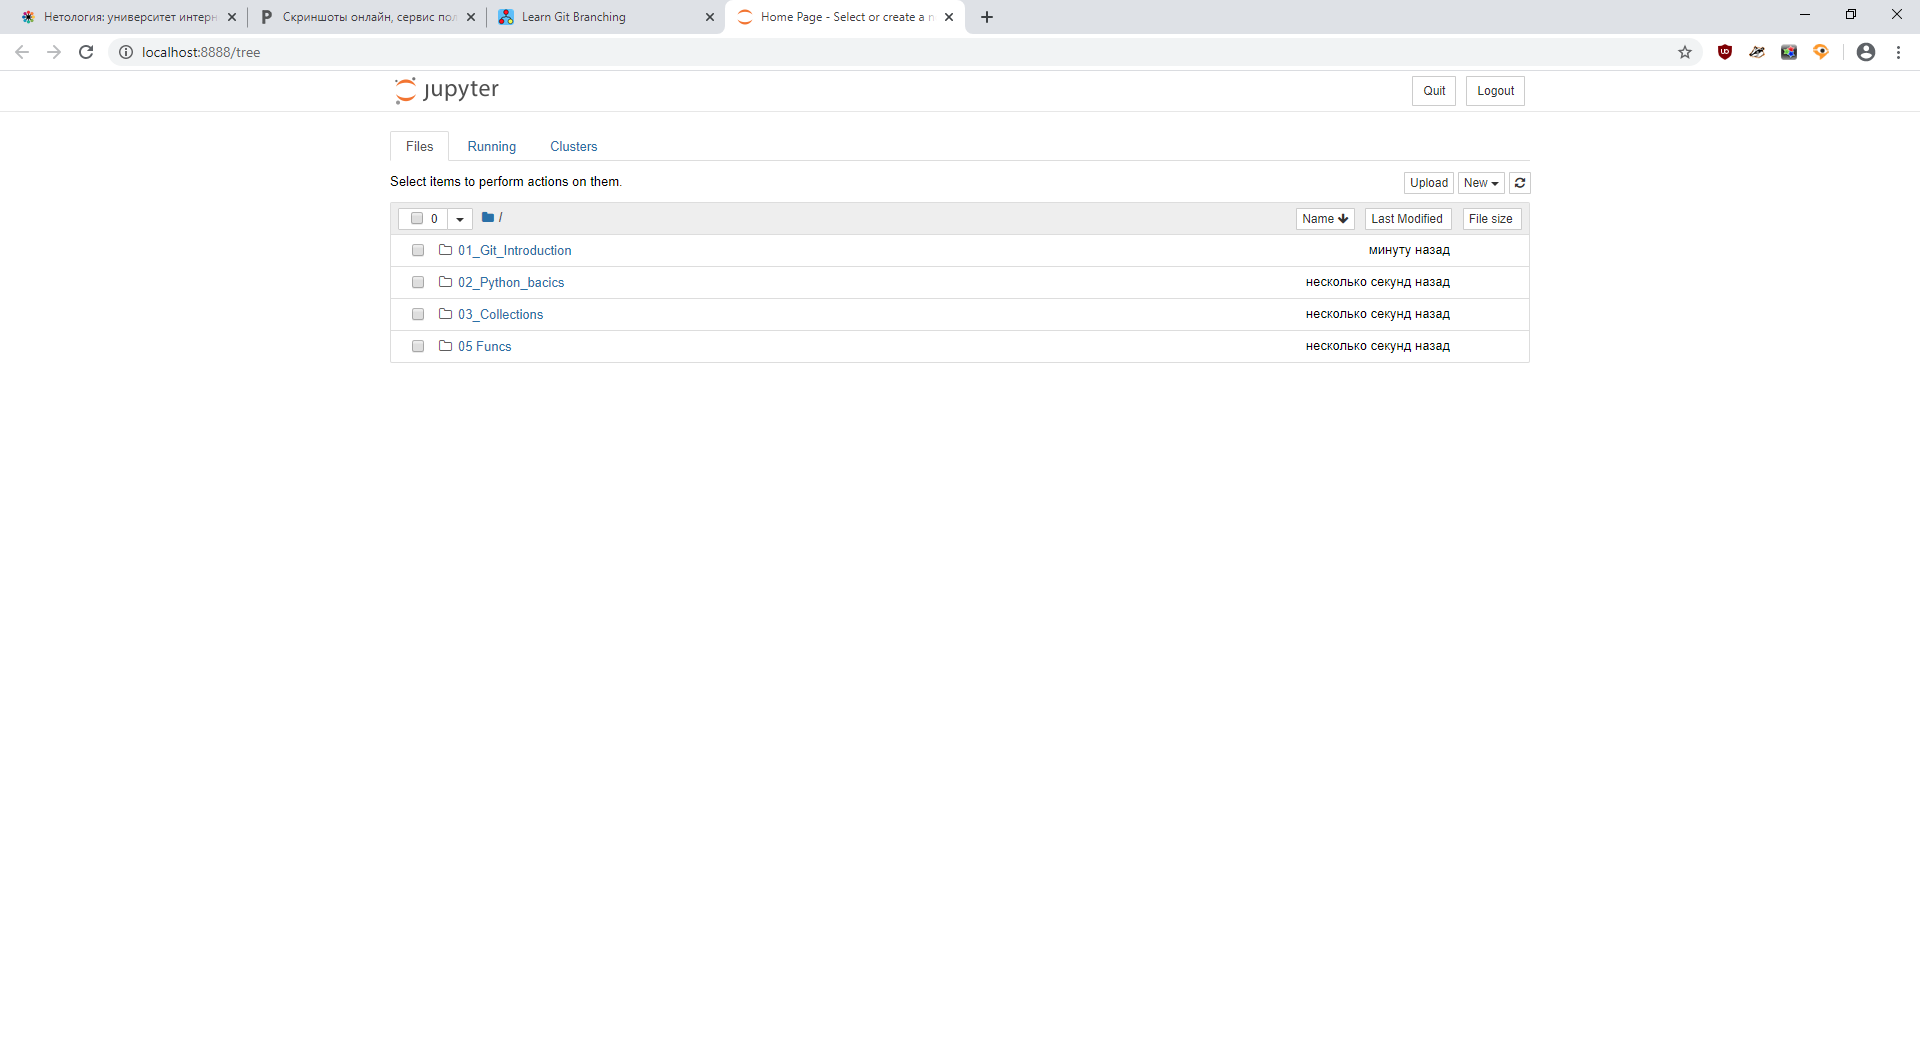 Нетология: университет интерн
Скриншоты онлайн, сервис пол
Learn Git Branching
Home Page - Select or create a n
localhost:8888/tree
jupyter
Quit
Logout
Files
Running
Clusters
Select items to perform actions on them.
Upload
New
0
/
Name
Last Modified
File size
01_Git_Introduction
минуту назад
02_Python_bacics
несколько секунд назад
03_Collections
несколько секунд назад
05 Funcs
несколько секунд назад